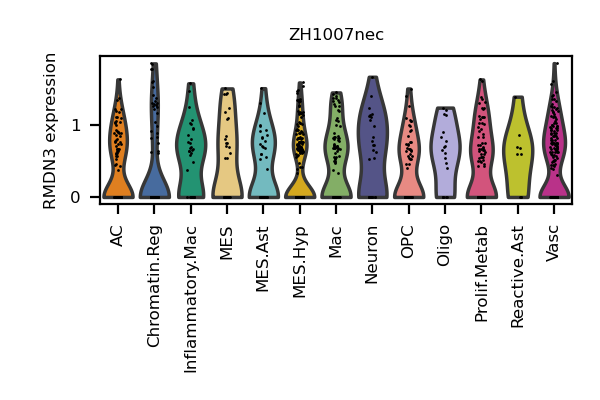 ZH1007nec
RMDN3 expression
1
0
AC
Chromatin.Reg
Inflammatory.Mac
MES
MES.Ast
MES.Hyp
Mac
Neuron
OPC
Oligo
Prolif.Metab
Reactive.Ast
Vasc